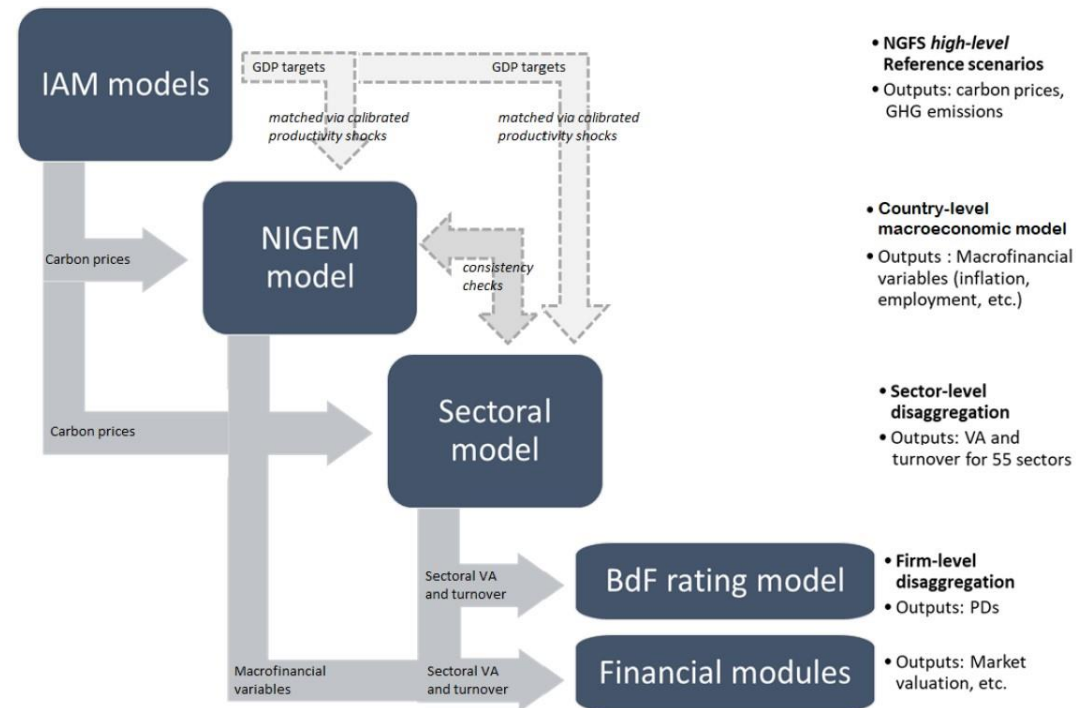 IAM models
GDP targets
GDP targets
matched via calibrated
productivity shocks
matched via calibrated
productivity shocks
• NGFS high-level
Reference scenarios
• Outputs: carbon prices,
GHG emissions
Carbon prices
NIGEM
model
consistency
checks
• Country-level
macroeconomic model
• Outputs : Macrofinancial
variables (inflation,
employment, etc.)
Carbon prices
Sectoral
model
• Sector-level
disaggregation
• Outputs: VA and
turnover for 55 sectors
Sectoral VA
and turnover
BdF rating model
• Firm-level
disaggregation
• Outputs: PDs
Macrofinancial
variables
Sectoral VA
and turnover
Financial modules
• Outputs: Market
valuation, etc.